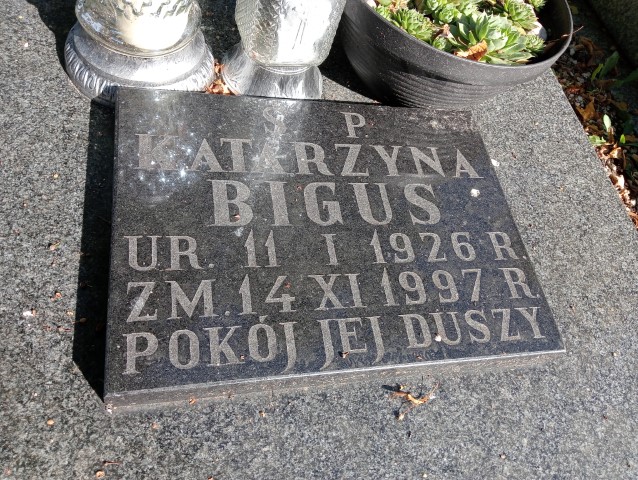 Ś P
KATARZYNA
BIGUS
UR. 11 I 1926 R.
ZM. 14 XI 1997 R.
POKÓJ JEJ DUSZY